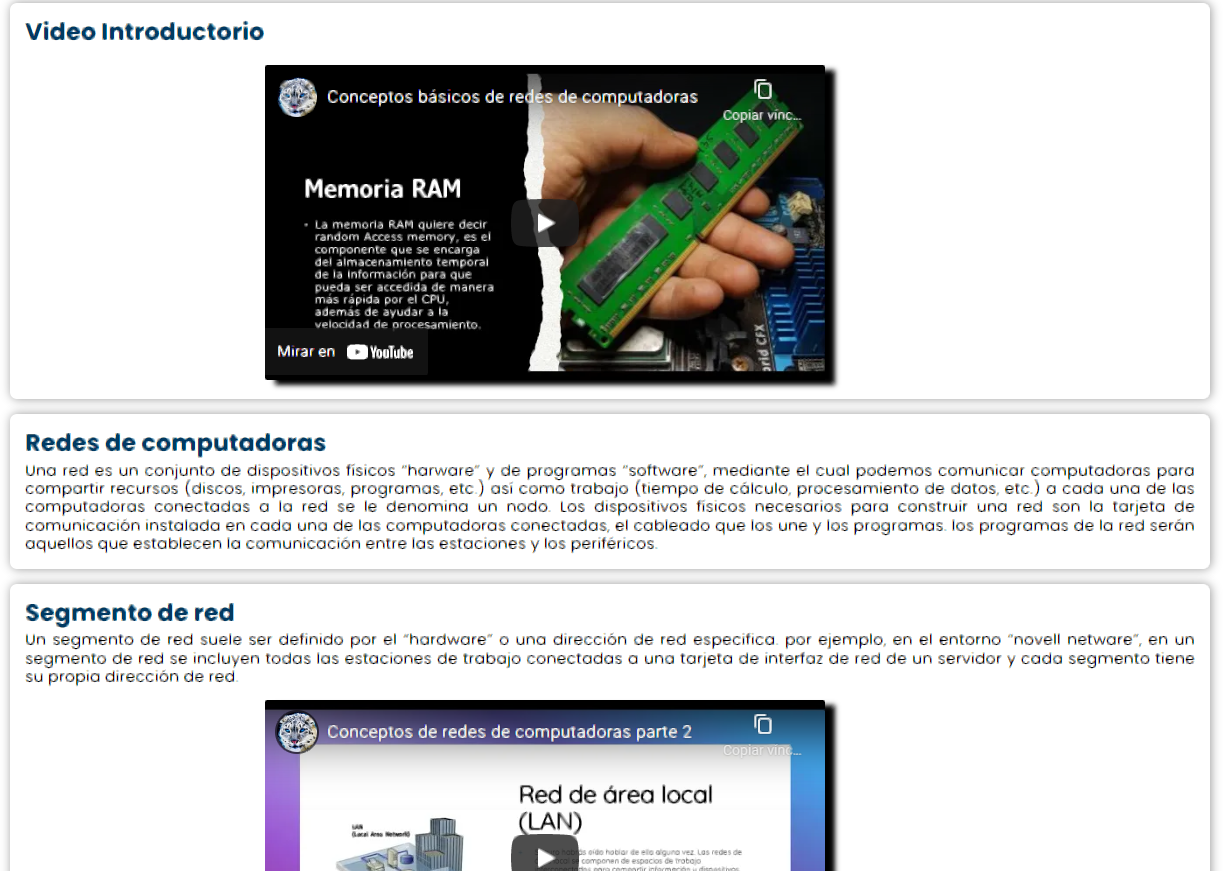 Video Introductorio
Conceptos básicos de redes de computadoras
Copiar vinc...
Memoria RAM
• La memoria RAM quiere decir
random Access memory, es el
componente que se encarga
del almacenamiento temporal
de la información para que
pueda ser accedida de manera
más rápida por el CPU,
además de ayudar a la
velocidad de procesamiento.
Mirar en YouTube
Redes de computadoras
Una red es un conjunto de dispositivos físicos “harware” y de programas “software”, mediante el cual podemos comunicar computadoras para
compartir recursos (discos, impresoras, programas, etc.) así como trabajo (tiempo de cálculo, procesamiento de datos, etc.) a cada una de las
computadoras conectadas a la red se le denomina un nodo. Los dispositivos físicos necesarios para construir una red son la tarjeta de
comunicación instalada en cada una de las computadoras conectadas, el cableado que los une y los programas. los programas de la red serán
aquellos que establecen la comunicación entre las estaciones y los periféricos.
Segmento de red
Un segmento de red suele ser definido por el “hardware” o una dirección de red especifica. por ejemplo, en el entorno “novell netware”, en un
segmento de red se incluyen todas las estaciones de trabajo conectadas a una tarjeta de interfaz de red de un servidor y cada segmento tiene
su propia dirección de red.
Conceptos de redes de computadoras parte 2
Copiar vinc...
Red de área local
(LAN)
LAN
(Local Area Network)
oído hablar de ella alguna vez. Las redes de
componen de espacios de trabajo
para compartir información y dispositivos